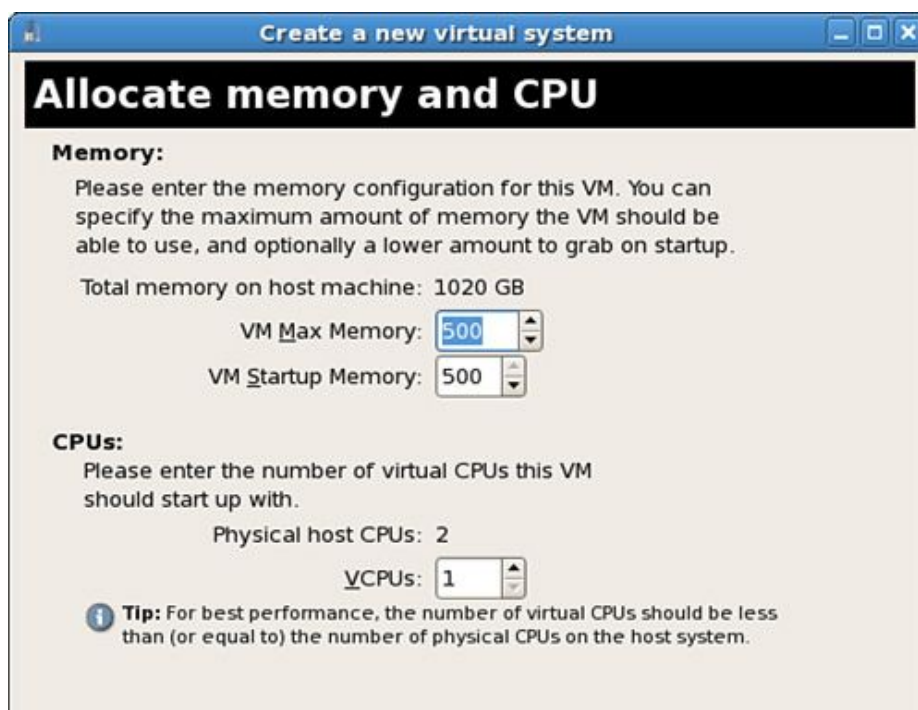 Create a new virtual system
Allocate memory and CPU
Memory:
Please enter the memory configuration for this VM. You can
specify the maximum amount of memory the VM should be
able to use, and optionally a lower amount to grab on startup.
Total memory on host machine: 1020 GB
VM Max Memory: 500
VM Startup Memory: 500
CPUs:
Please enter the number of virtual CPUs this VM
should start up with.
Physical host CPUs: 2
VCPUs: 1
Tip: For best performance, the number of virtual CPUs should be less
than (or equal to) the number of physical CPUs on the host system.